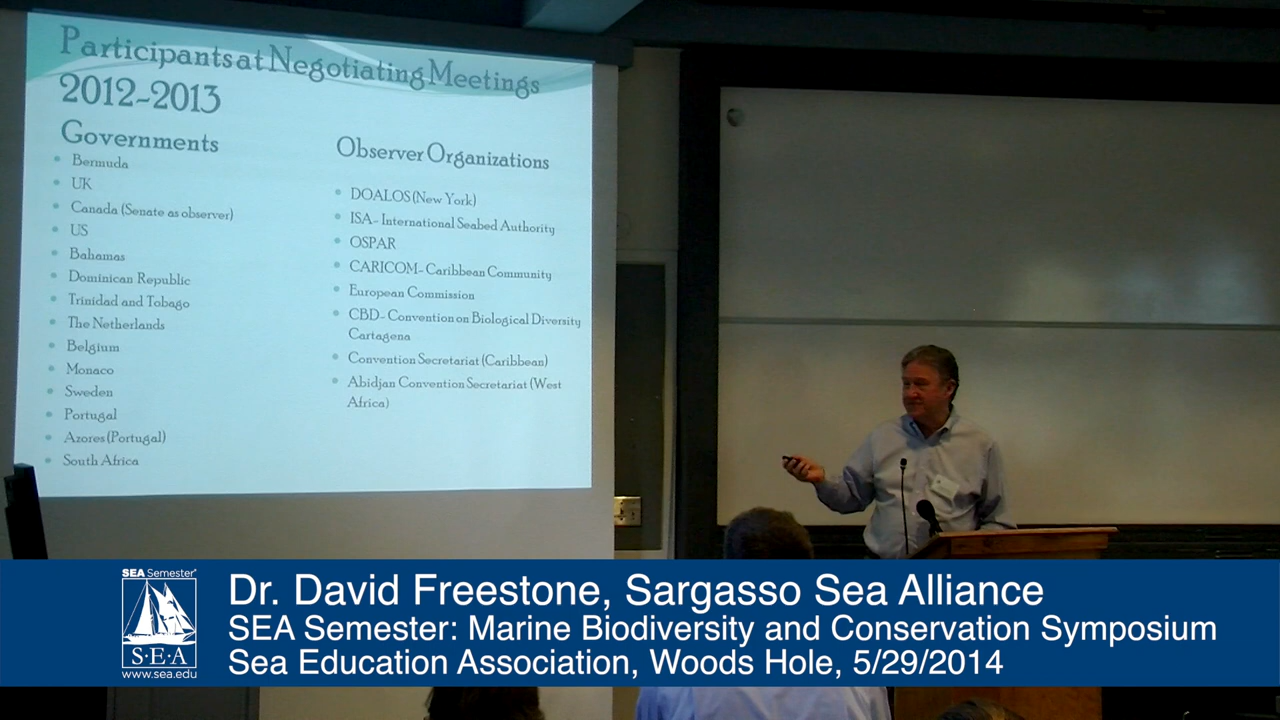 Participants at Negotiating Meetings
2012-2013
Governments
Bermuda
UK
Canada (Senate as observer)
US
Bahamas
Dominican Republic
Trinidad and Tobago
The Netherlands
Belgium
Monaco
Sweden
Portugal
Azores (Portugal)
South Africa
Observer Organizations
DOALOS (New York)
ISA- International Seabed Authority
OSPAR
CARICOM- Caribbean Community
European Commission
CBD- Convention on Biological Diversity
Cartagena
Convention Secretariat (Caribbean)
Abidjan Convention Secretariat (West
Africa)
SEA Semester®
S·E·A
www.sea.edu
Dr. David Freestone, Sargasso Sea Alliance
SEA Semester: Marine Biodiversity and Conservation Symposium
Sea Education Association, Woods Hole, 5/29/2014